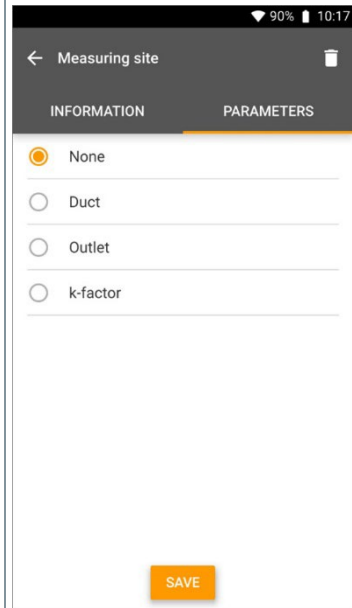 90% 10:17
Measuring site
INFORMATION PARAMETERS
None
Duct
Outlet
k-factor
SAVE